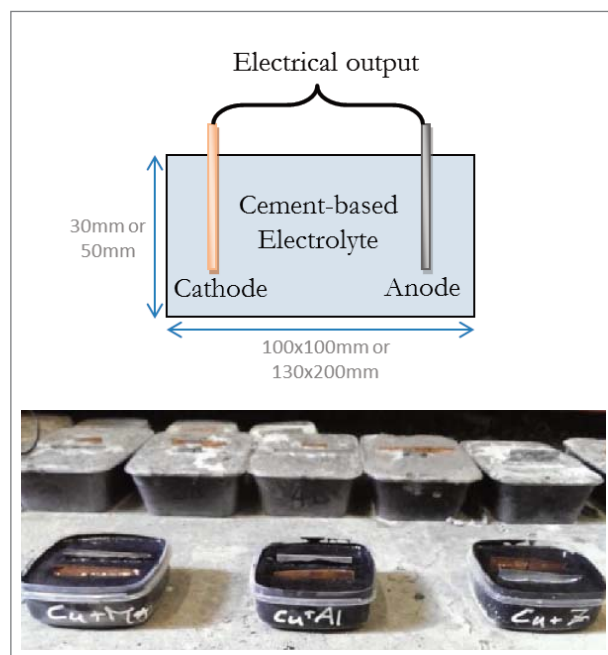 Electrical output
Cement-based
Electrolyte
30mm or
50mm
Cathode
Anode
100x100mm or
130x200mm
Cu+Al